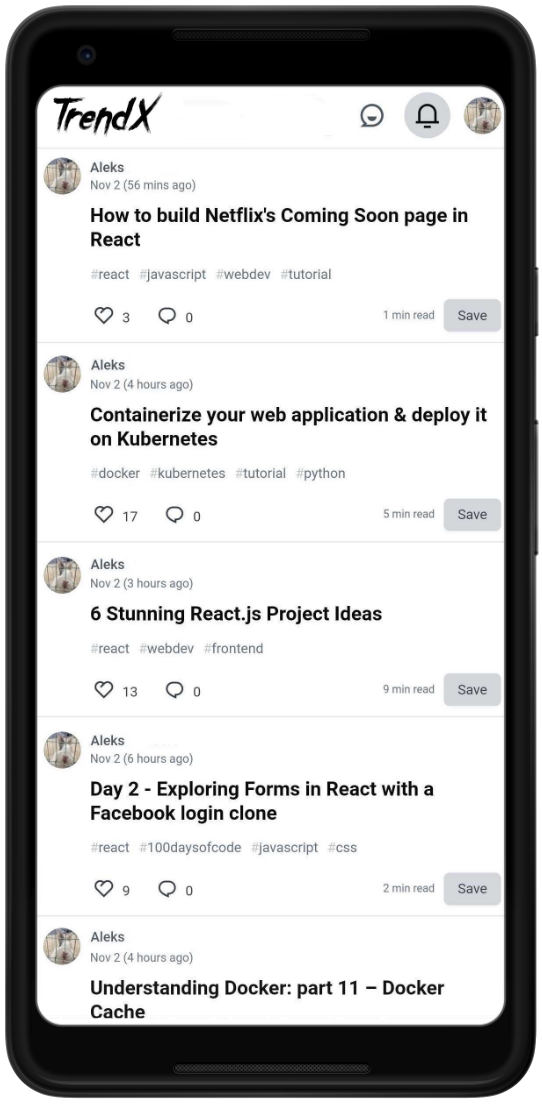 TrendX
Aleks
Nov 2 (56 mins ago)
How to build Netflix's Coming Soon page in
React
#react #javascript #webdev #tutorial
3 0 1 min read Save
Aleks
Nov 2 (4 hours ago)
Containerize your web application & deploy it
on Kubernetes
#docker #kubernetes #tutorial #python
17 0 5 min read Save
Aleks
Nov 2 (3 hours ago)
6 Stunning React.js Project Ideas
#react #webdev #frontend
13 0 9 min read Save
Aleks
Nov 2 (6 hours ago)
Day 2 - Exploring Forms in React with a
Facebook login clone
#react #100daysofcode #javascript #css
9 0 2 min read Save
Aleks
Nov 2 (4 hours ago)
Understanding Docker: part 11 – Docker
Cache